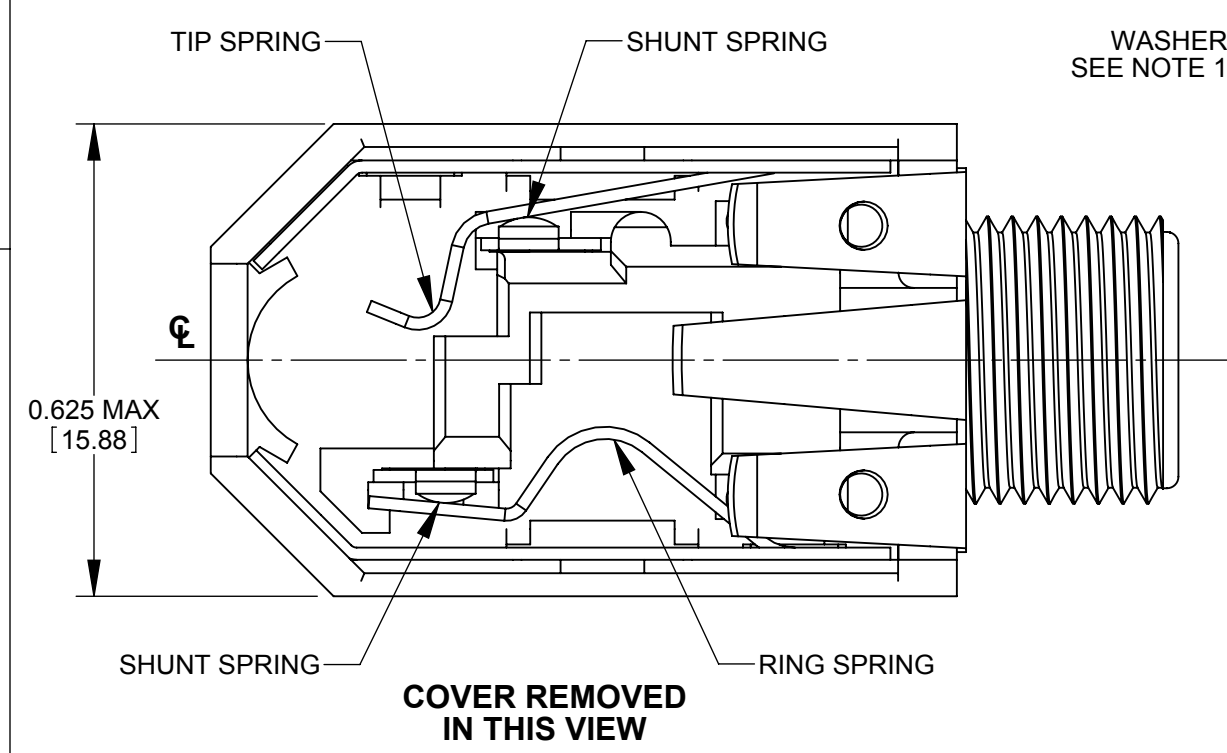 TIP SPRING
SHUNT SPRING
WASHER
SEE NOTE 1
℄
0.625 MAX
[15.88]
SHUNT SPRING
RING SPRING
COVER REMOVED
IN THIS VIEW